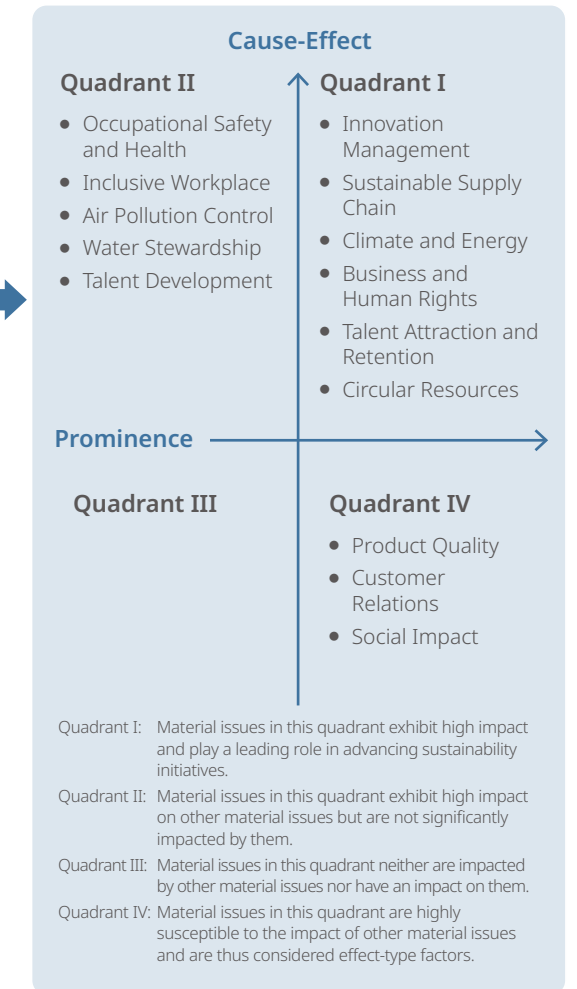 Cause-Effect
Quadrant II
• Occupational Safety
and Health
• Inclusive Workplace
• Air Pollution Control
• Water Stewardship
• Talent Development
Quadrant I
• Innovation
Management
• Sustainable Supply
Chain
• Climate and Energy
• Business and
Human Rights
• Talent Attraction and
Retention
• Circular Resources
Prominence
Quadrant III
Quadrant IV
• Product Quality
• Customer
Relations
• Social Impact
Quadrant I: Material issues in this quadrant exhibit high impact
and play a leading role in advancing sustainability
initiatives.
Quadrant II: Material issues in this quadrant exhibit high impact
on other material issues but are not significantly
impacted by them.
Quadrant III: Material issues in this quadrant neither are impacted
by other material issues nor have an impact on them.
Quadrant IV: Material issues in this quadrant are highly
susceptible to the impact of other material issues
and are thus considered effect-type factors.